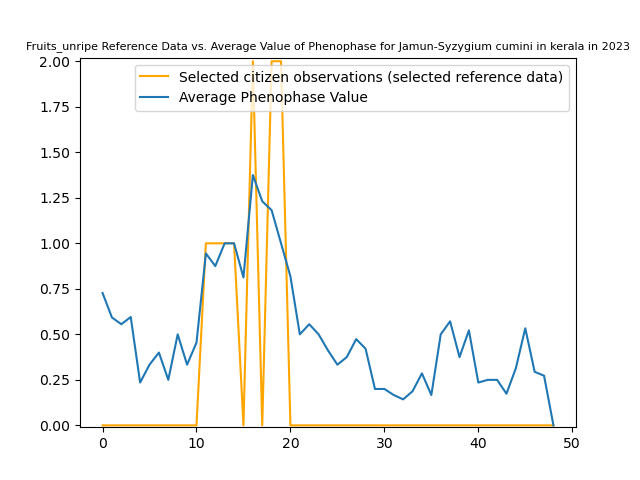 Fruits_unripe Reference Data vs. Average Value of Phenophase for Jamun-Syzygium cumini in kerala in 2023
Selected citizen observations (selected reference data)
Average Phenophase Value
2.00
1.75
1.50
1.25
1.00
0.75
0.50
0.25
0.00
0 10 20 30 40 50